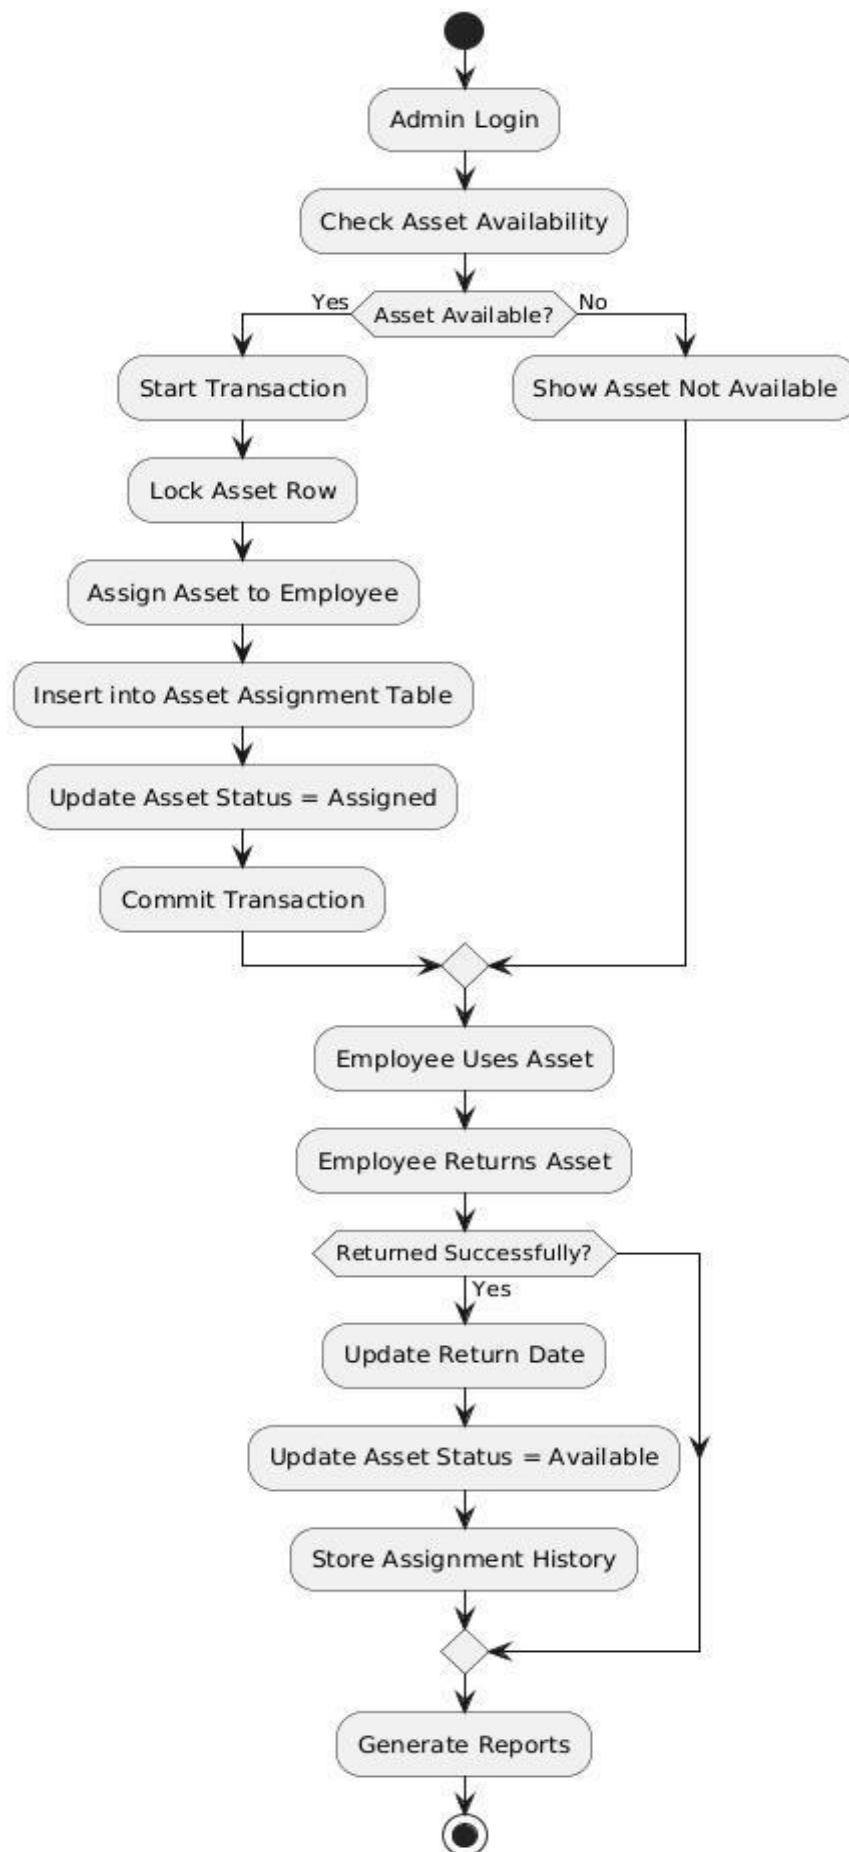 Admin Login
Check Asset Availability
Yes
Asset Available?
No
Start Transaction
Show Asset Not Available
Lock Asset Row
Assign Asset to Employee
Insert into Asset Assignment Table
Update Asset Status = Assigned
Commit Transaction
Employee Uses Asset
Employee Returns Asset
Returned Successfully?
Yes
Update Return Date
Update Asset Status = Available
Store Assignment History
Generate Reports